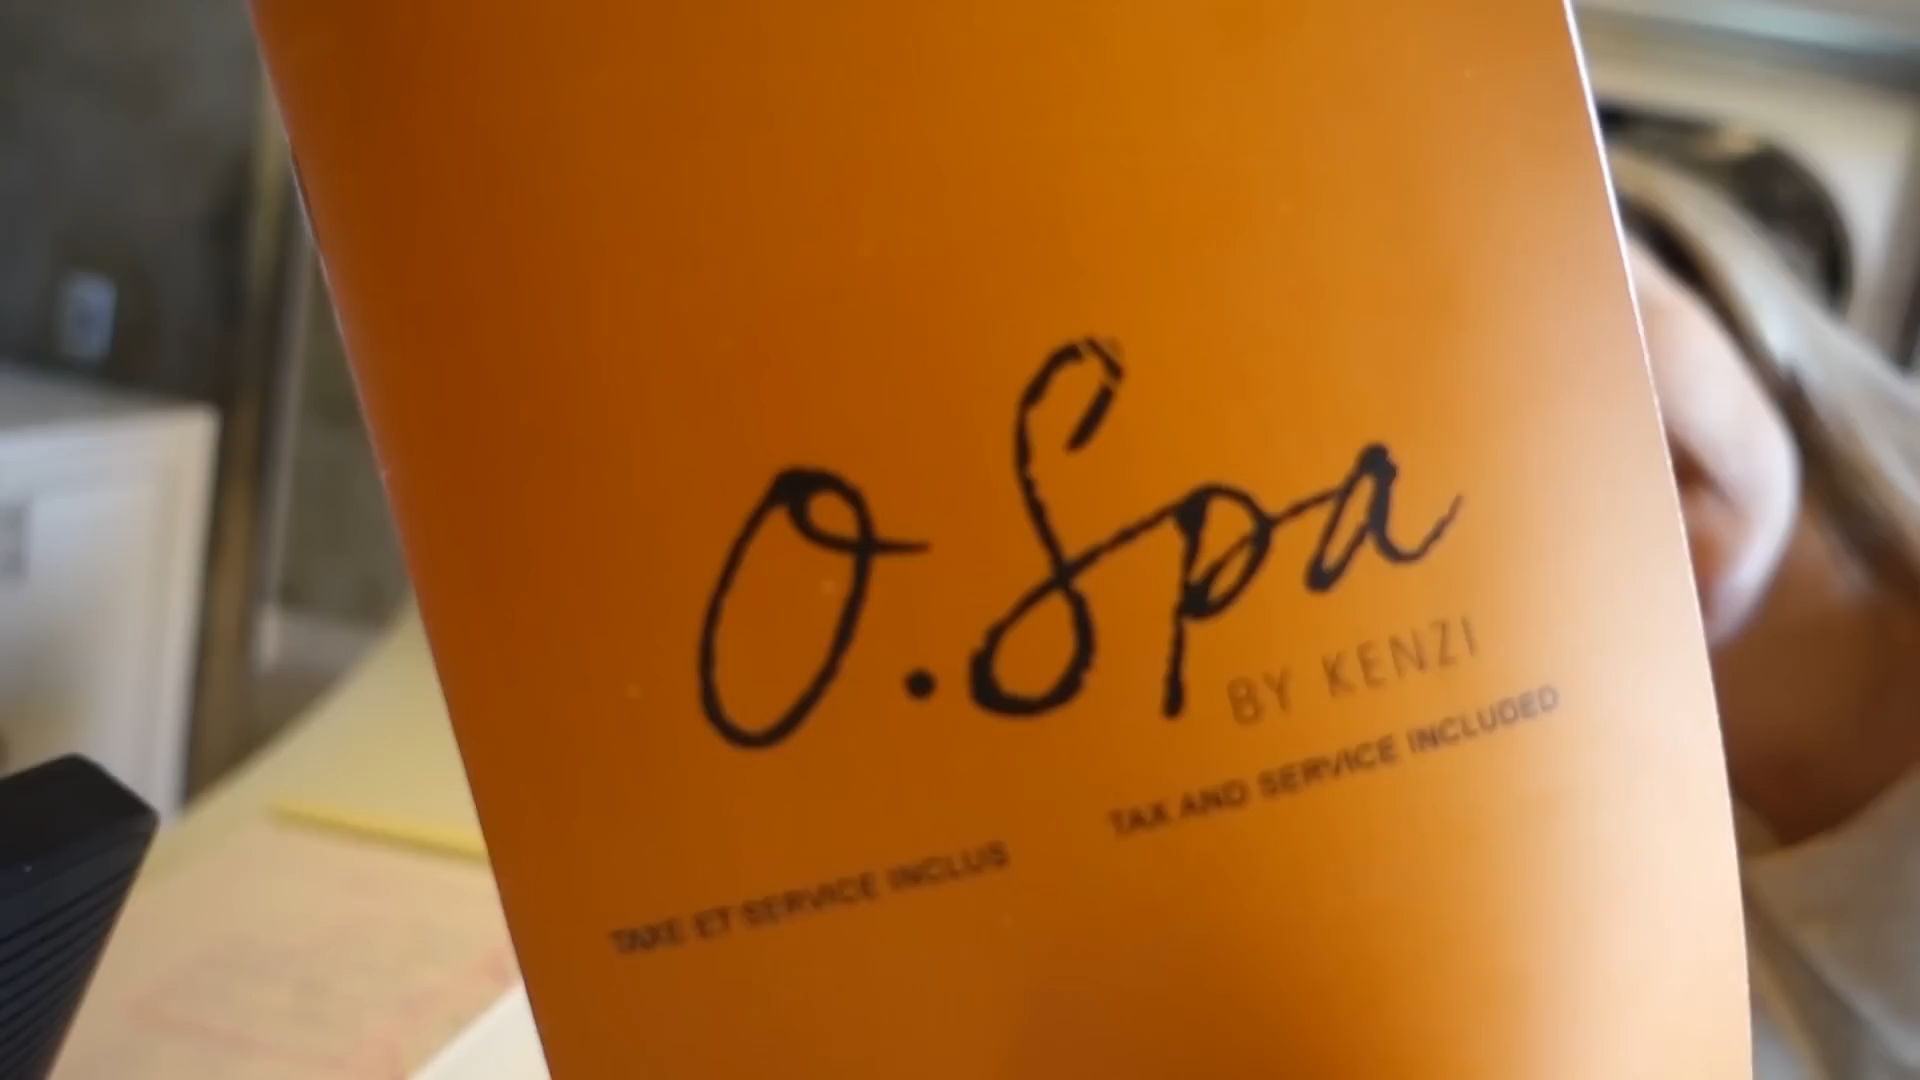 O.Spa
BY KENZI
TAXE ET SERVICE INCLUS
TAX AND SERVICE INCLUDED